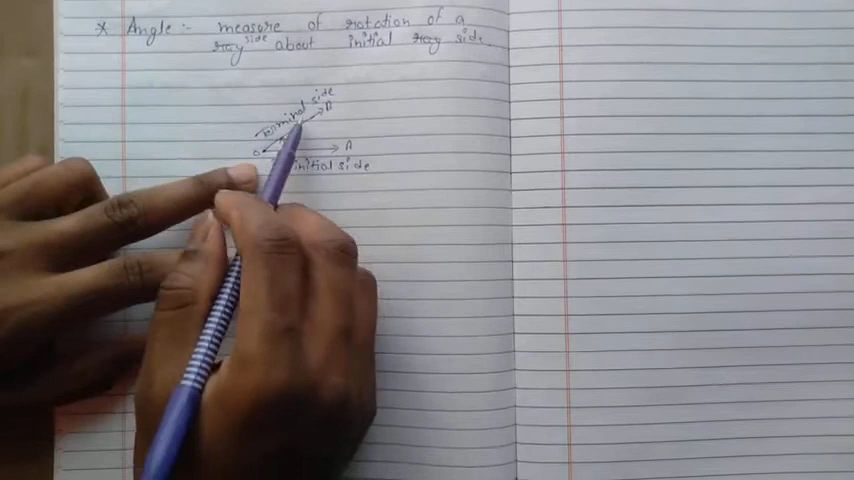 * Angle :- measure of rotation of a
ray side about initial ray side.
Terminal side
B
O A
initial side